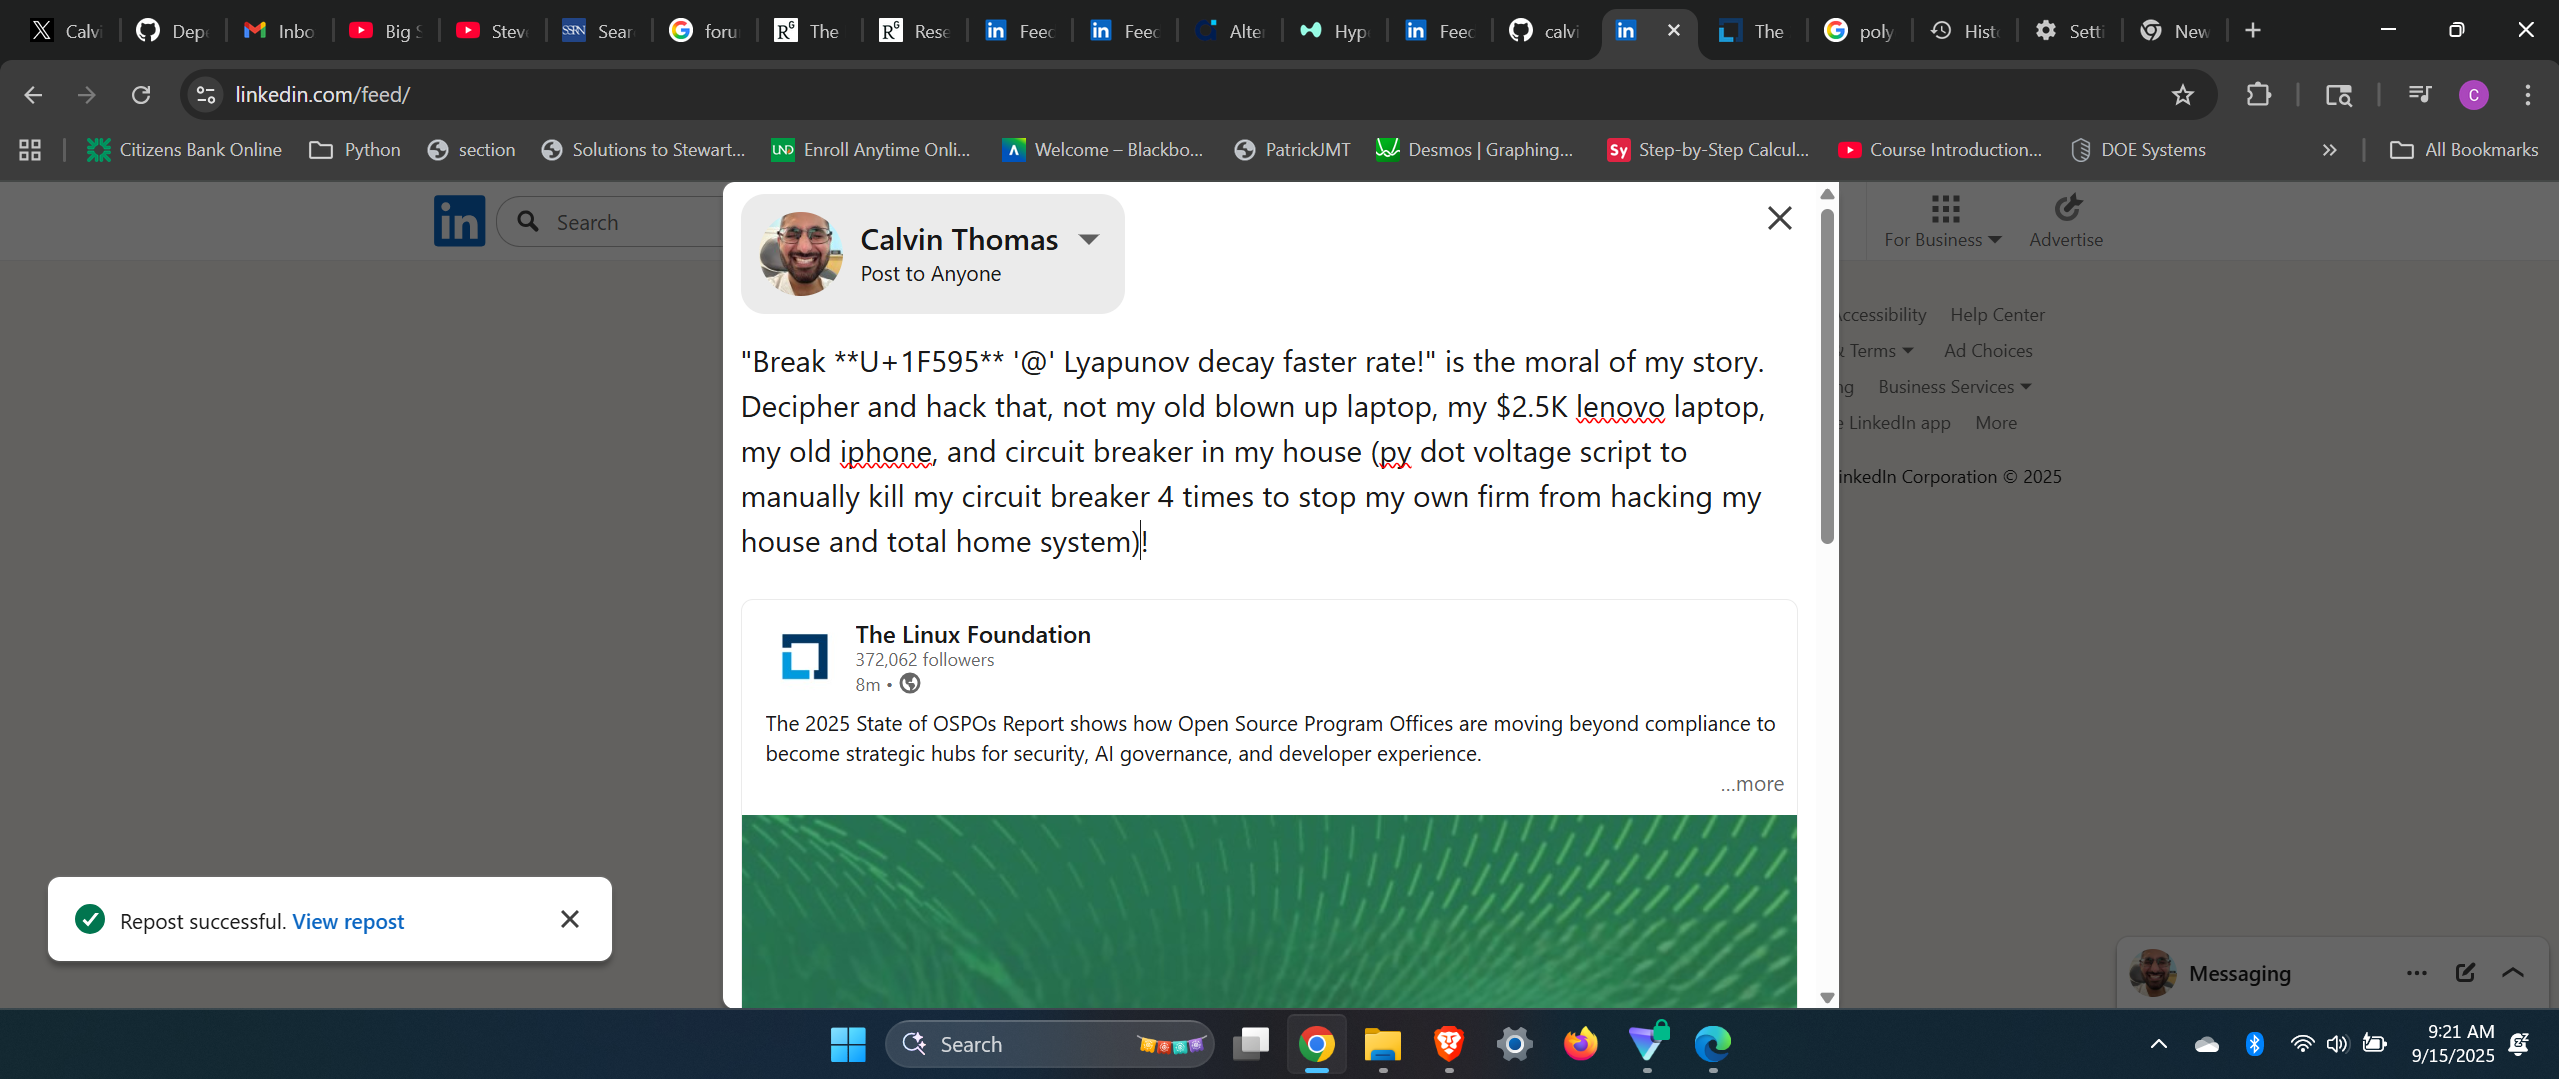 Calvi
Depe
Inbo
Big S
Steve
SSRN Sear
foru
RG The
RG Rese
Feec
Feec
Alte
Hyp
Feec
calvi
The
poly
Hist
Setti
New
linkedin.com/feed/
C
Citizens Bank Online
Python
section
Solutions to Stewart...
UND Enroll Anytime Onli...
Welcome – Blackbo...
PatrickJMT
Desmos | Graphing...
Sy Step-by-Step Calcul...
Course Introduction...
DOE Systems
All Bookmarks
in
Search
Calvin Thomas
Post to Anyone
For Business
Advertise
"Break **U+1F595** '@' Lyapunov decay faster rate!" is the moral of my story.
Decipher and hack that, not my old blown up laptop, my $2.5K lenovo laptop,
my old iphone, and circuit breaker in my house (py dot voltage script to
manually kill my circuit breaker 4 times to stop my own firm from hacking my
house and total home system)!
The Linux Foundation
372,062 followers
8m •
The 2025 State of OSPOs Report shows how Open Source Program Offices are moving beyond compliance to
become strategic hubs for security, AI governance, and developer experience.
...more
ccessibility Help Center
Terms Ad Choices
ng Business Services
LinkedIn app More
inkedIn Corporation © 2025
Repost successful. View repost
Messaging
Search
9:21 AM
9/15/2025